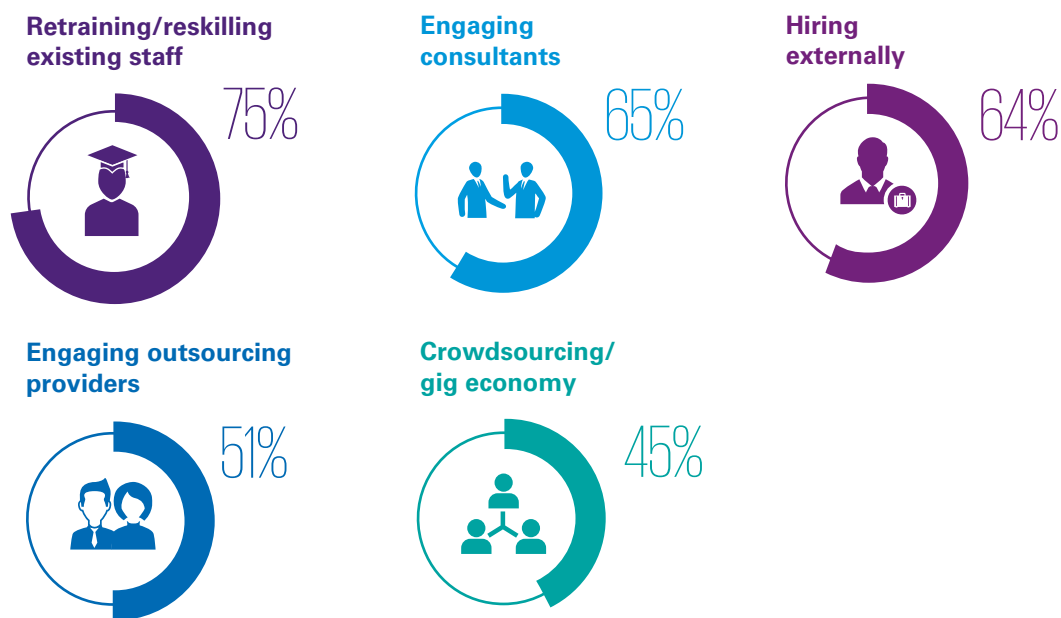 Retraining/reskilling
existing staff
75%
Engaging
consultants
65%
Hiring
externally
64%
Engaging outsourcing
providers
51%
Crowdsourcing/
gig economy
45%